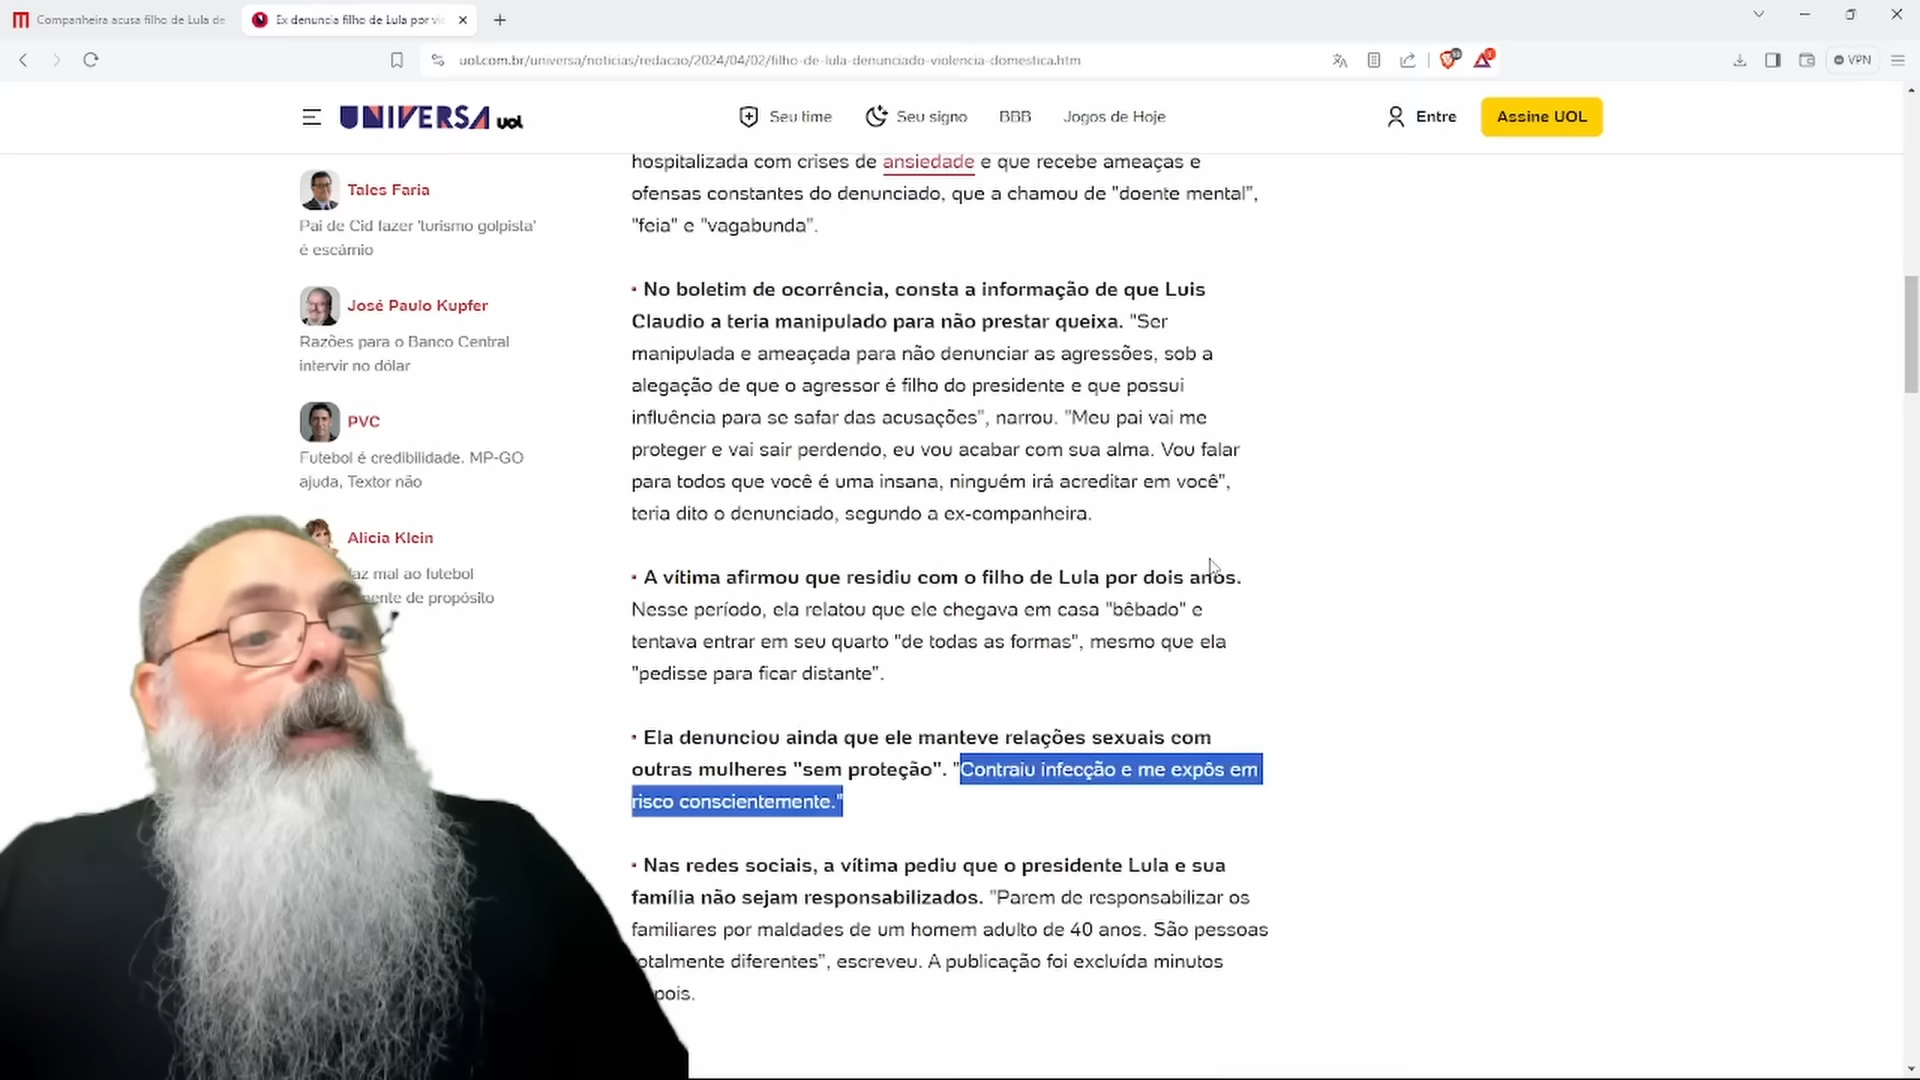 Companheira acusa filho de Lula de
Ex denuncia filho de Lula por vio
uol.com.br/universa/noticias/redacao/2024/04/02/filho-de-lula-denunciado-violencia-domestica.htm
VPN
UNIVERSA uol
Seu time
Seu signo
BBB
Jogos de Hoje
Entre
Assine UOL
Tales Faria
Pai de Cid fazer 'turismo golpista'
é escárnio
José Paulo Kupfer
Razões para o Banco Central
intervir no dólar
PVC
Futebol é credibilidade. MP-GO
ajuda, Textor não
Alicia Klein
faz mal ao futebol
de propósito
hospitalizada com crises de ansiedade e que recebe ameaças e
ofensas constantes do denunciado, que a chamou de "doente mental",
"feia" e "vagabunda".
· No boletim de ocorrência, consta a informação de que Luis
Claudio a teria manipulado para não prestar queixa. "Ser
manipulada e ameaçada para não denunciar as agressões, sob a
alegação de que o agressor é filho do presidente e que possui
influência para se safar das acusações", narrou. "Meu pai vai me
proteger e vai sair perdendo, eu vou acabar com sua alma. Vou falar
para todos que você é uma insana, ninguém irá acreditar em você",
teria dito o denunciado, segundo a ex-companheira.
· A vítima afirmou que residiu com o filho de Lula por dois anos.
Nesse período, ela relatou que ele chegava em casa "bêbado" e
tentava entrar em seu quarto "de todas as formas", mesmo que ela
"pedisse para ficar distante".
· Ela denunciou ainda que ele manteve relações sexuais com
outras mulheres "sem proteção". "Contraiu infecção e me expôs em
risco conscientemente."
· Nas redes sociais, a vítima pediu que o presidente Lula e sua
família não sejam responsabilizados. "Parem de responsabilizar os
familiares por maldades de um homem adulto de 40 anos. São pessoas
totalmente diferentes", escreveu. A publicação foi excluída minutos
depois.